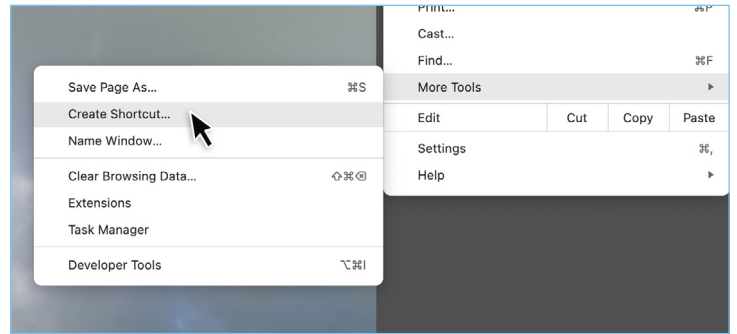 Print... ⌘P
Cast...
Find... ⌘F
More Tools ▸
Edit Cut Copy Paste
Settings ⌘,
Help ▸
Save Page As... ⌘S
Create Shortcut...
Name Window...
Clear Browsing Data... ⇧⌘⌫
Extensions
Task Manager
Developer Tools ⌥⌘I